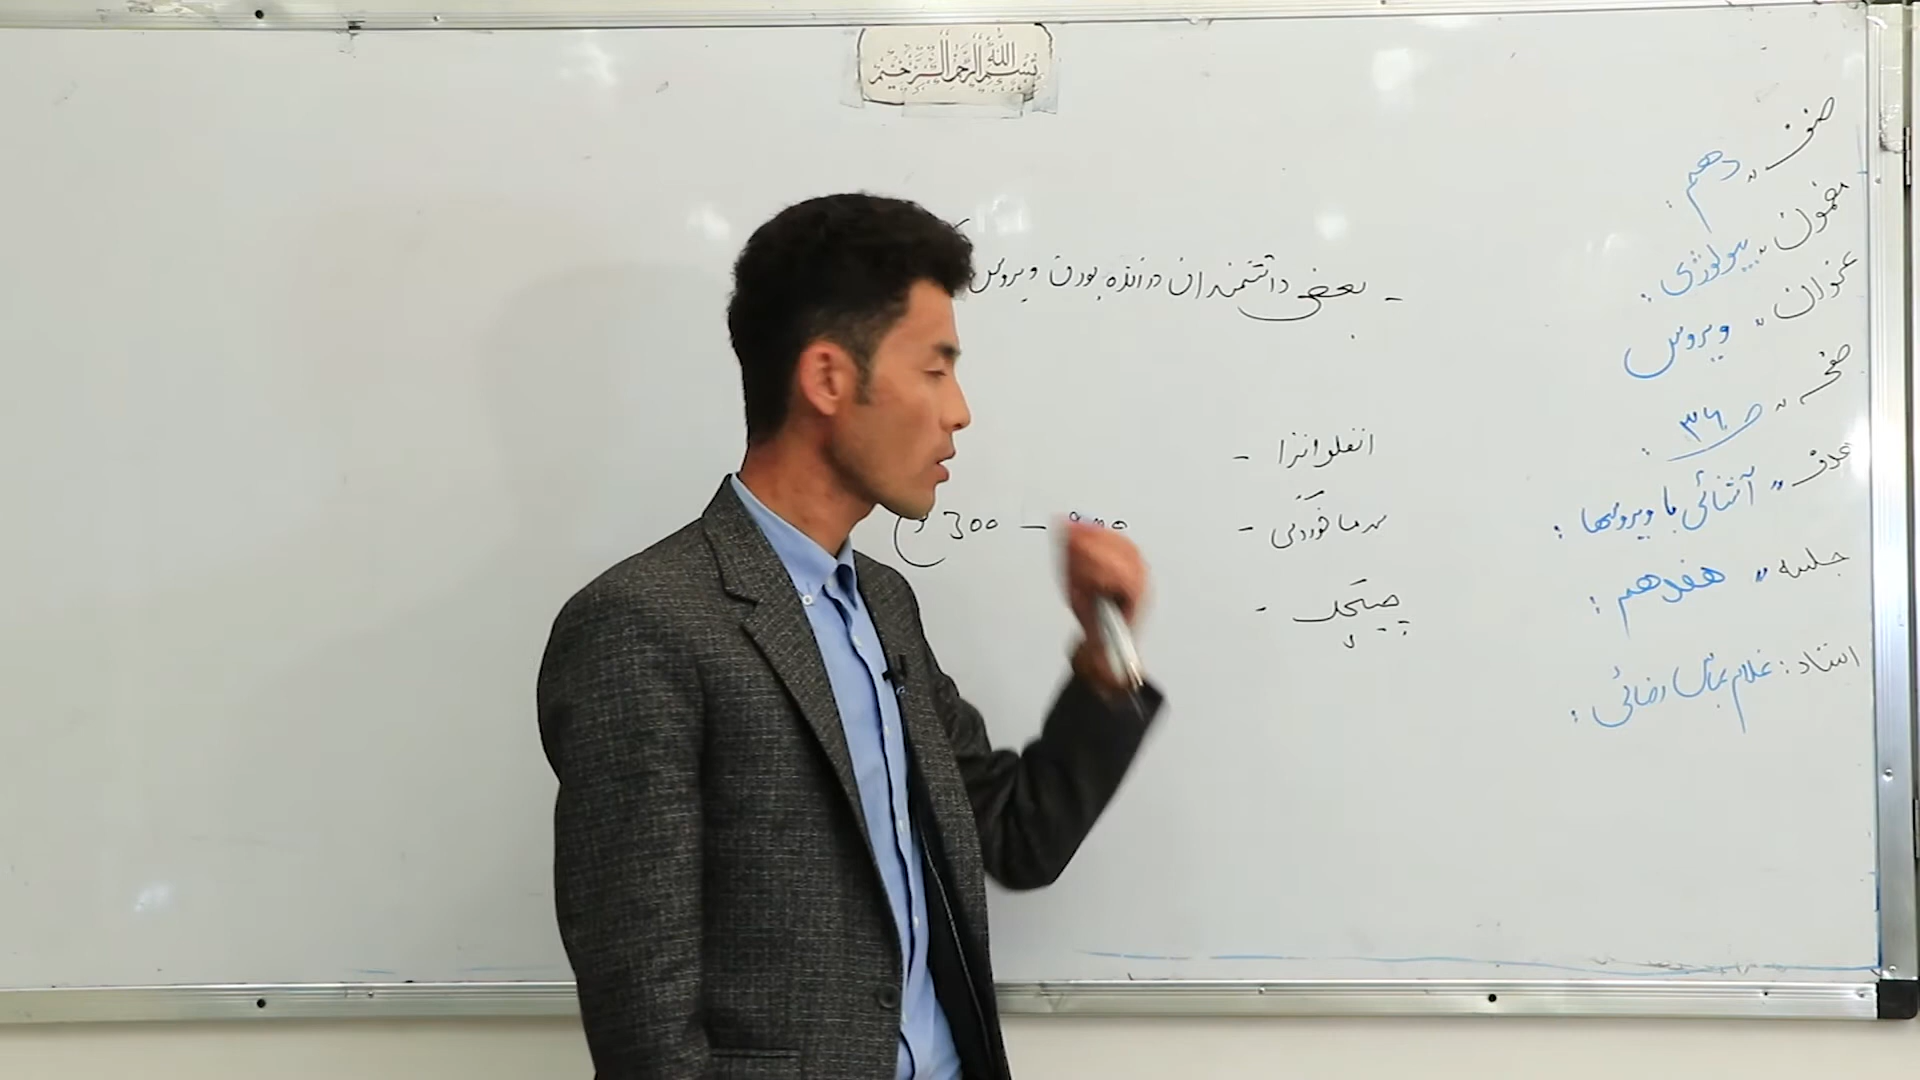 بسم الله الرحمن الرحیم
صنف " دهم :
مضمون " بیولوژی :
عنوان " ویروس
صفحه " ص ۳۶ :
هدف " آشنائی با ویروسها :
جلسه " هفدهم :
استاد : غلام عباس رضائی :
- بعضی دانشمندان در زنده بودن ویروس
انفلوانزا -
سرما خوردگی -
چیچک -
300 -